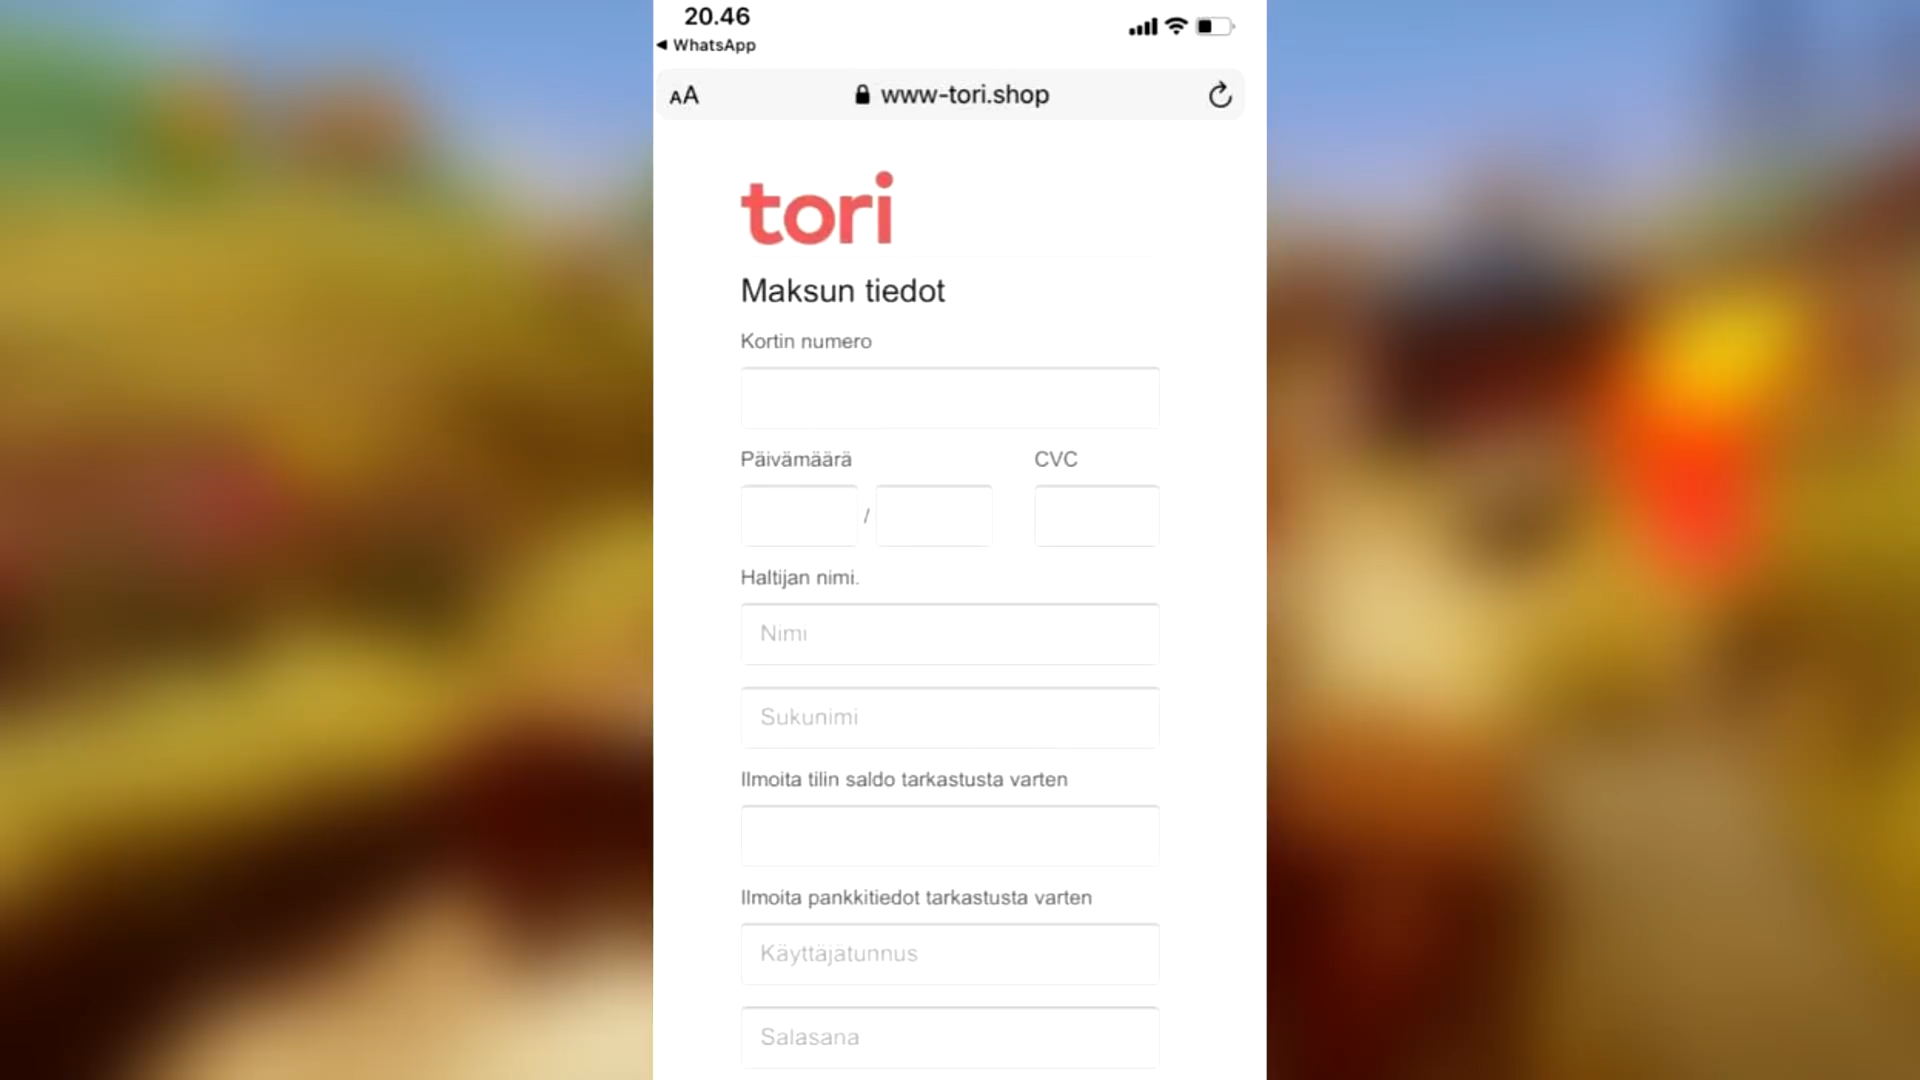 20.46
◀ WhatsApp
AA www-tori.shop
tori
Maksun tiedot
Kortin numero
Päivämäärä CVC
/
Haltijan nimi.
Nimi
Sukunimi
Ilmoita tilin saldo tarkastusta varten
Ilmoita pankkitiedot tarkastusta varten
Käyttäjätunnus
Salasana